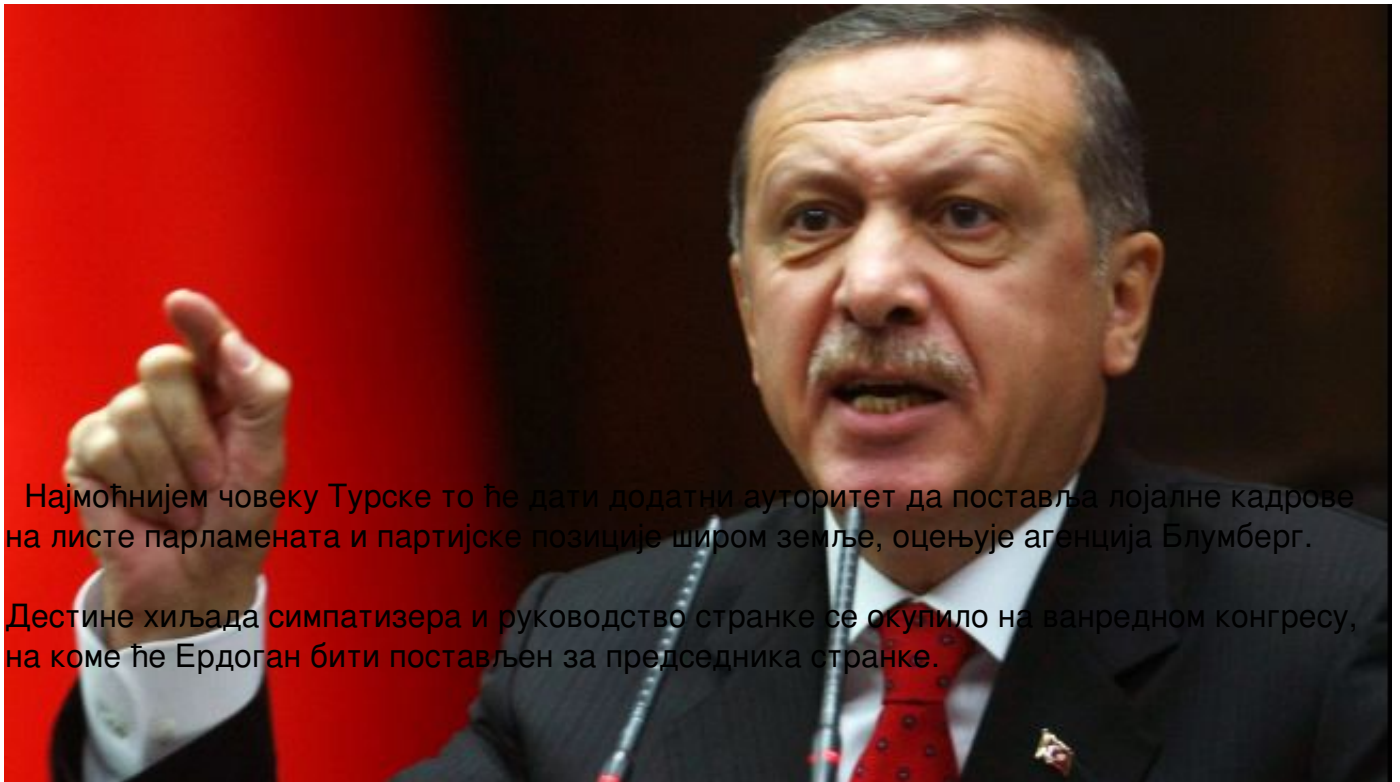 Најмоћнијем човеку Турске то ће дати додатни ауторитет да поставља лојалне кадрове
на листе парламената и партијске позиције широм земље, оцењује агенција Блумберг.
Дестине хиљада симпатизера и руководство странке се окупило на ванредном конгресу,
на коме ће Ердоган бити постављен за председника странке.